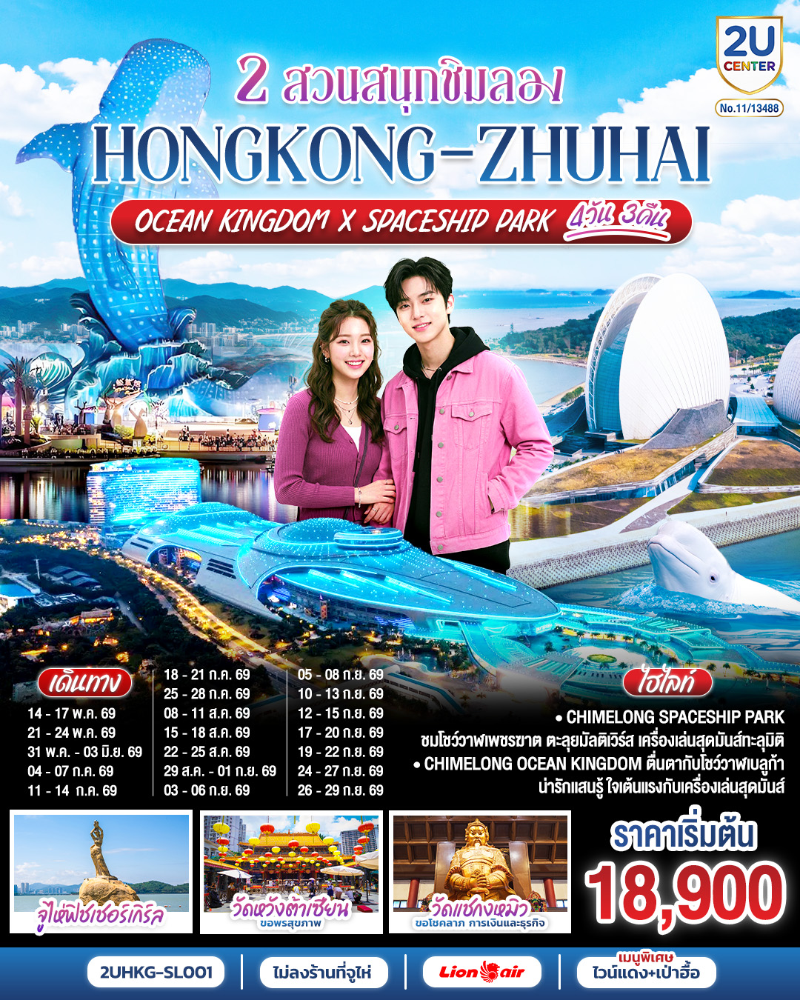 2U
CENTER
No.11/13488
2 สวนสนุกชิมลอง
HONGKONG-ZHUHAI
OCEAN KINGDOM X SPACESHIP PARK 4วัน 3คืน
เดินทาง
14 - 17 พ.ค. 69
21 - 24 พ.ค. 69
31 พ.ค. - 03 มิ.ย. 69
04 - 07 ก.ค. 69
11 - 14 ก.ค. 69
18 - 21 ก.ค. 69
25 - 28 ก.ค. 69
08 - 11 ส.ค. 69
15 - 18 ส.ค. 69
22 - 25 ส.ค. 69
29 ส.ค. - 01 ก.ย. 69
03 - 06 ก.ย. 69
05 - 08 ก.ย. 69
10 - 13 ก.ย. 69
12 - 15 ก.ย. 69
17 - 20 ก.ย. 69
19 - 22 ก.ย. 69
24 - 27 ก.ย. 69
26 - 29 ก.ย. 69
ไฮไลท์
• CHIMELONG SPACESHIP PARK
ชมโชว์วาฬเพชรฆาต ตะลุยมัลติเวิร์ส เครื่องเล่นสุดมันส์ทะลุมิติ
• CHIMELONG OCEAN KINGDOM ตื่นตากับโชว์วาฬเบลูก้า
น่ารักแสนรู้ ใจเต้นแรงกับเครื่องเล่นสุดมันส์
จูไห่ฟิชเชอร์เกิร์ล
วัดหวังต้าเซียน
ขอพรสุขภาพ
วัดแชกงหมิว
ขอโชคลาภ การเงินและธุรกิจ
ราคาเริ่มต้น
18,900
2UHKG-SL001
ไม่ลงร้านที่จูไห่
Lion air
เมนูพิเศษ
ไวน์แดง+เป่าฮื้อ